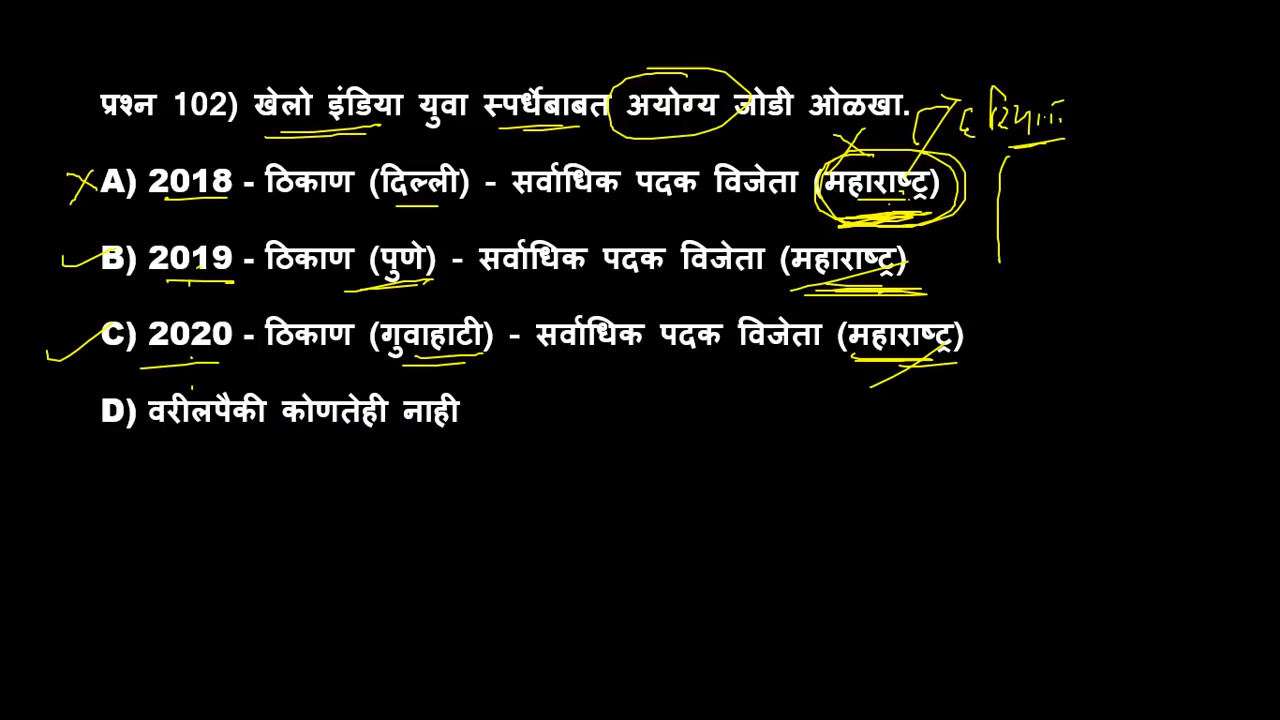 प्रश्न 102) खेलो इंडिया युवा स्पर्धेबाबत अयोग्य जोडी ओळखा.
A) 2018 - ठिकाण (दिल्ली) - सर्वाधिक पदक विजेता (महाराष्ट्र)
B) 2019 - ठिकाण (पुणे) - सर्वाधिक पदक विजेता (महाराष्ट्र)
C) 2020 - ठिकाण (गुवाहाटी) - सर्वाधिक पदक विजेता (महाराष्ट्र)
D) वरीलपैकी कोणतेही नाही